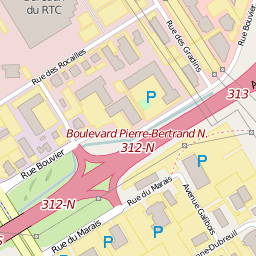 du RTC
Rue des Rocailles
Rue des Gradins
Rue Bouvier
P
313
Boulevard Pierre-Bertrand N.
312-N
Rue Bouvier
P
312-N
Rue du Marais
Avenue Galibois
P
P
Rue du Marais